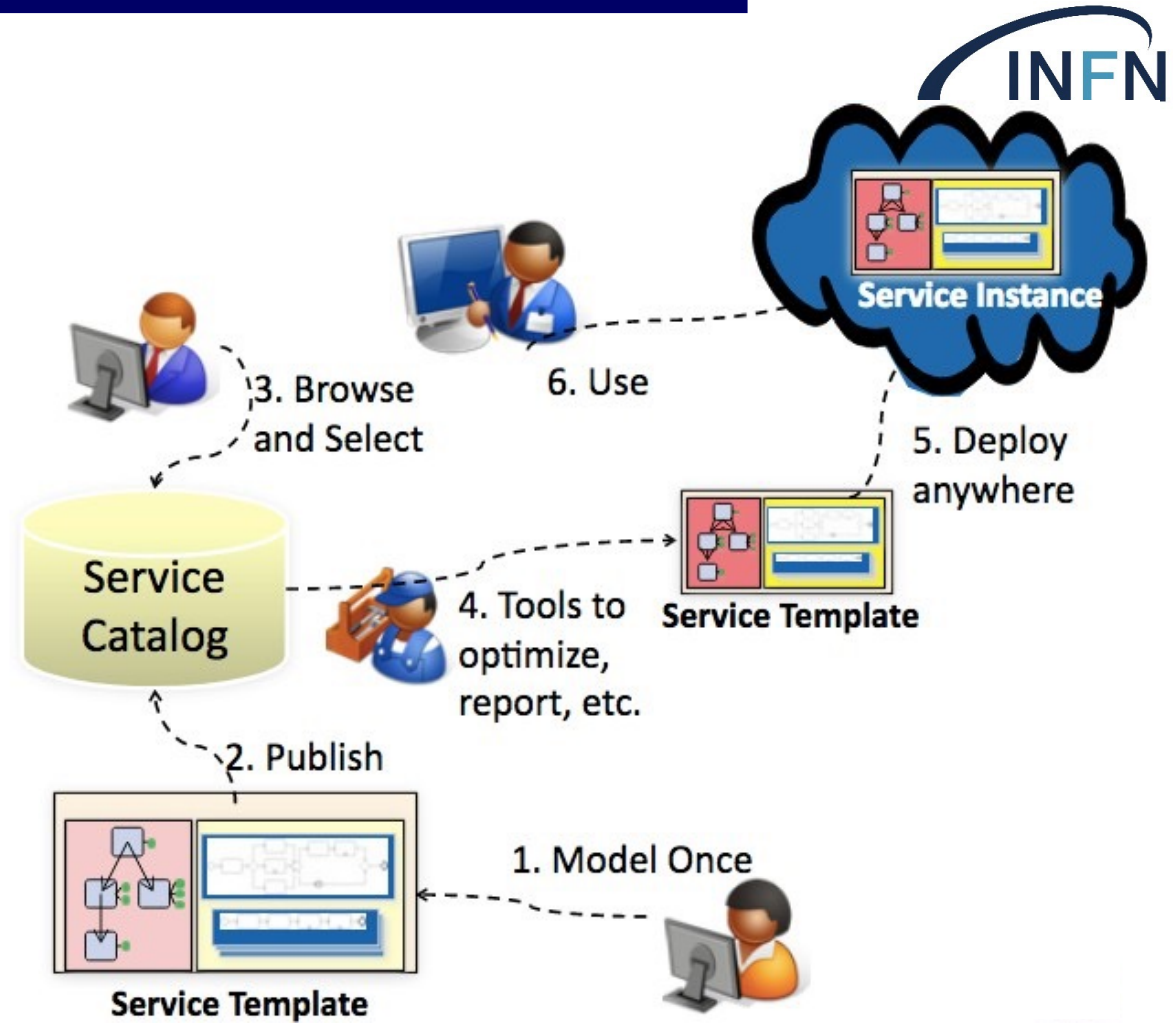 INFN
Service Instance
3. Browse
and Select
6. Use
5. Deploy
anywhere
Service
Catalog
4. Tools to
optimize,
report, etc.
Service Template
2. Publish
1. Model Once
Service Template